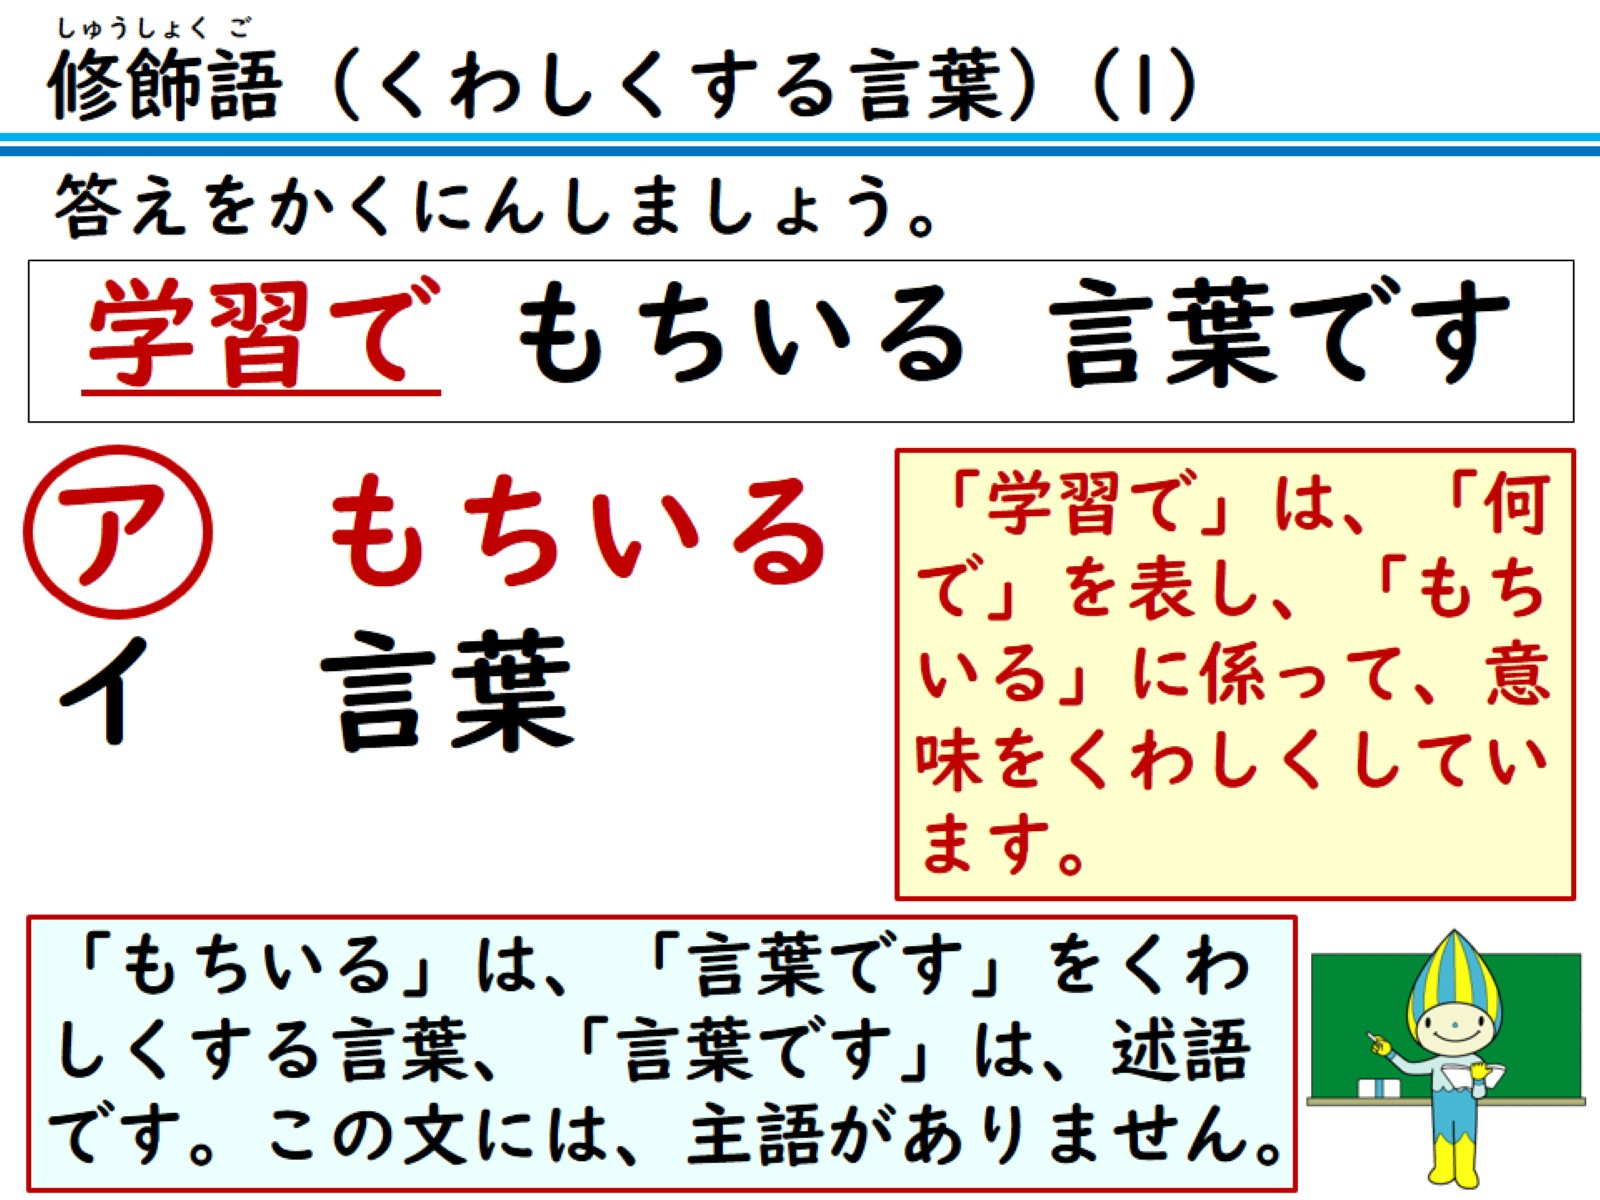 しゅうしょく ご
修飾語（くわしくする言葉）（1）
答えをかくにんしましょう。
学習で もちいる 言葉です
ア もちいる
イ 言葉
「学習で」は、「何
で」を表し、「もち
いる」に係って、意
味をくわしくしてい
ます。
「もちいる」は、「言葉です」をくわ
しくする言葉、「言葉です」は、述語
です。この文には、主語がありません。